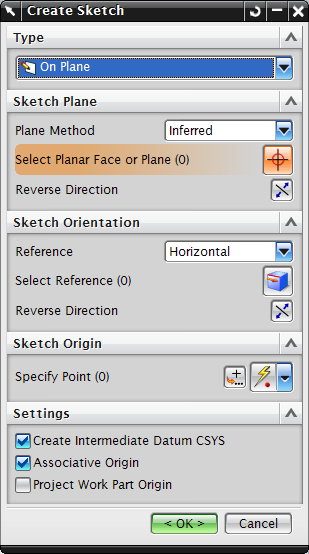 Create Sketch
Type
On Plane
Sketch Plane
Plane Method Inferred
Select Planar Face or Plane (0)
Reverse Direction
Sketch Orientation
Reference Horizontal
Select Reference (0)
Reverse Direction
Sketch Origin
Specify Point (0)
Settings
Create Intermediate Datum CSYS
Associative Origin
Project Work Part Origin
< OK > Cancel